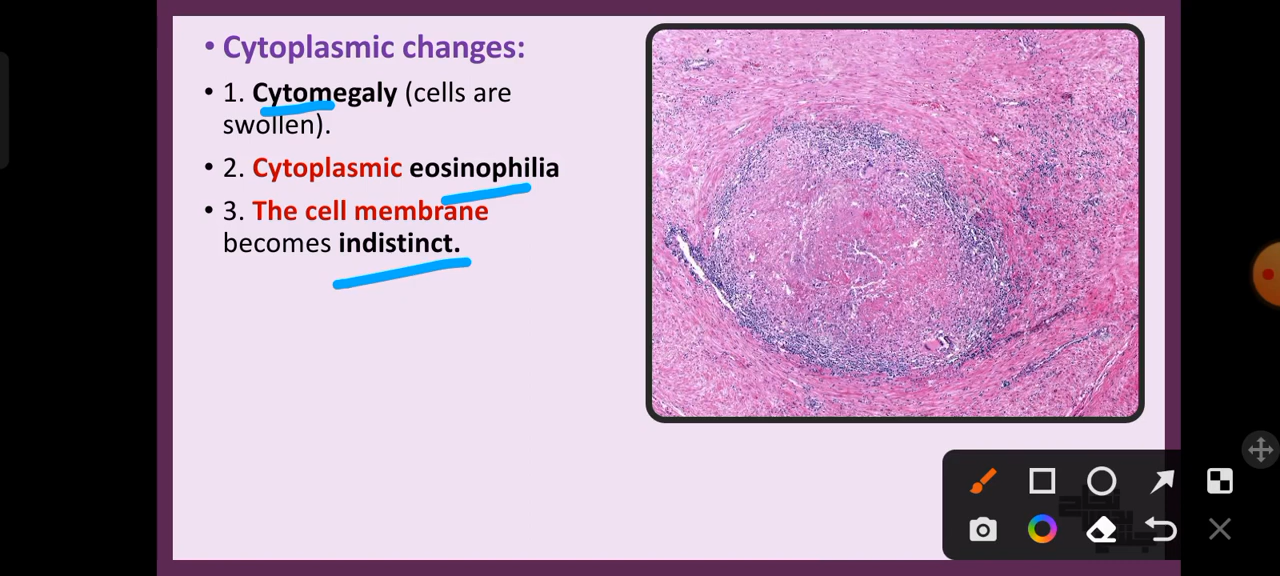 • Cytoplasmic changes:
• 1. Cytomegaly (cells are
swollen).
• 2. Cytoplasmic eosinophilia
• 3. The cell membrane
becomes indistinct.